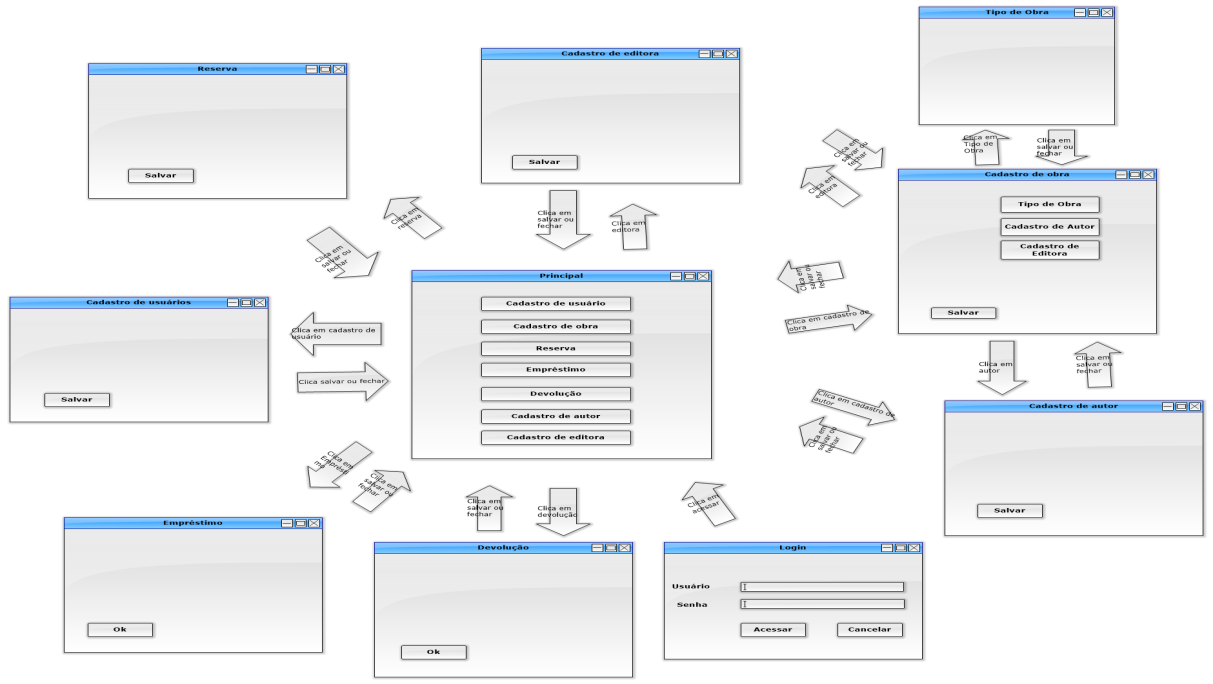 Tipo de Obra
Cadastro de editora
Salvar
Reserva
Salvar
Clica em
Tipo de
Obra
Clica em
salvar ou
fechar
Clica em
salvar ou
fechar
Clica em
editora
Cadastro de obra
Tipo de Obra
Cadastro de Autor
Cadastro de
Editora
Salvar
Clica em
reserva
Clica em
salvar ou
fechar
Clica em
salvar ou
fechar
Clica em
editora
Principal
Cadastro de usuário
Cadastro de obra
Reserva
Empréstimo
Devolução
Cadastro de autor
Cadastro de editora
Clica em
salvar ou
fechar
Clica em cadastro de
obra
Cadastro de usuários
Salvar
Clica em cadastro de
usuário
Clica salvar ou fechar
Clica em
autor
Clica em
salvar ou
fechar
Clica em cadastro de
autor
Clica em
salvar ou
fechar
Cadastro de autor
Salvar
Clica em
Emprésti
mo
Clica em
salvar ou
fechar
Clica em
salvar ou
fechar
Clica em
devolução
Clica em
acessar
Empréstimo
Ok
Devolução
Ok
Login
Usuário
Senha
Acessar
Cancelar